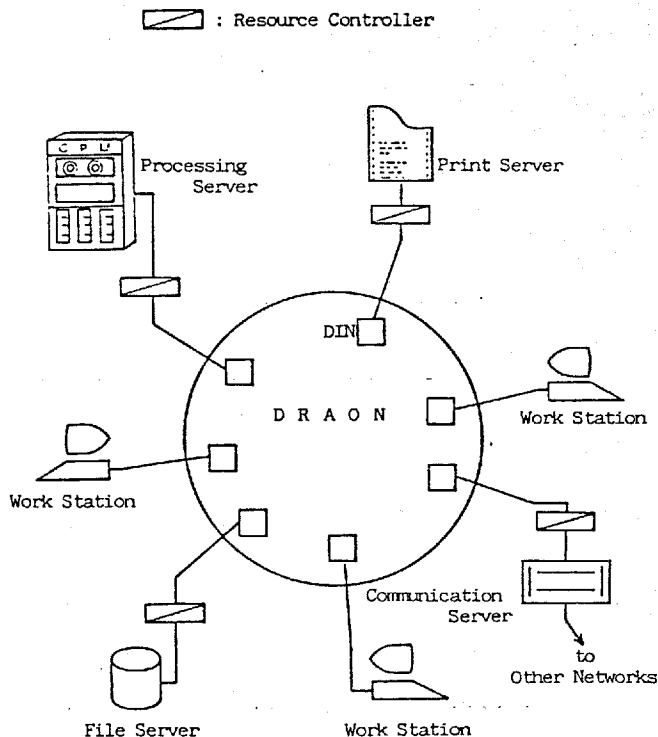 : Resource Controller
C P U
Processing
Server
Print Server
DIN
D R A O N
Work Station
Work Station
Communication
Server
to
Other Networks
File Server
Work Station